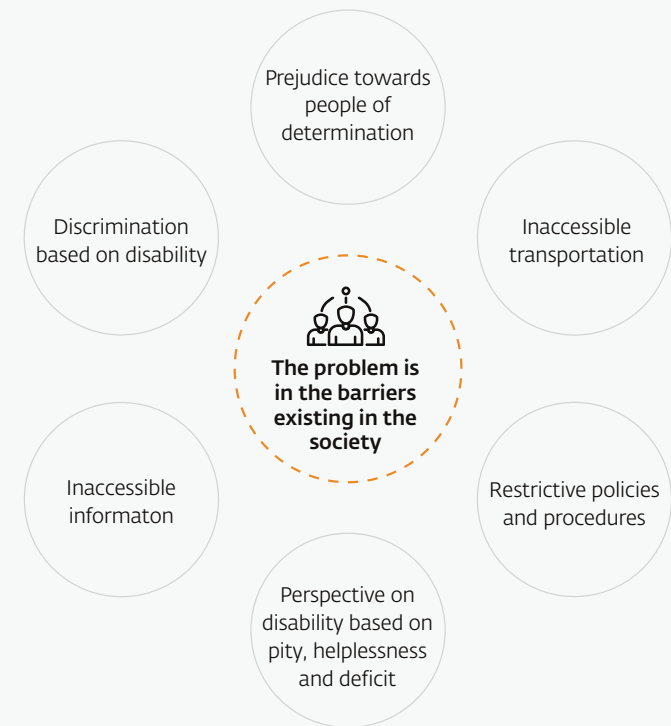 Prejudice towards
people of
determination
Discrimination
based on disability
Inaccessible
transportation
The problem is
in the barriers
existing in the
society
Inaccessible
informaton
Restrictive policies
and procedures
Perspective on
disability based on
pity, helplessness
and deficit